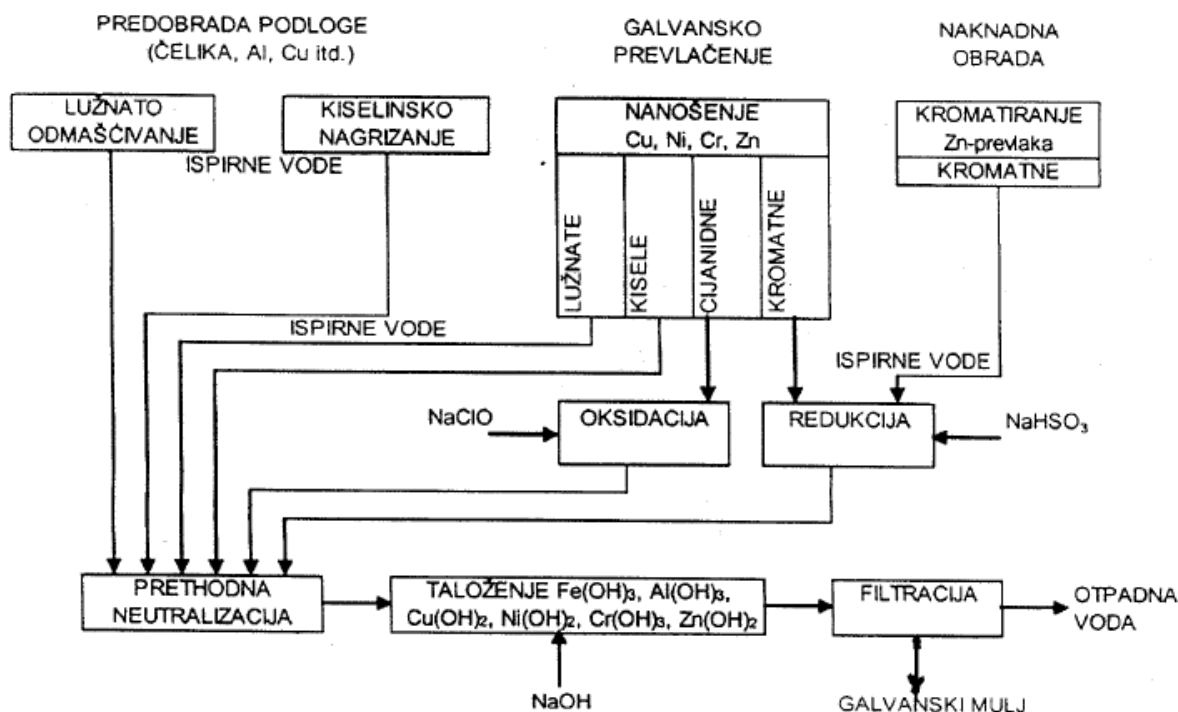 PREDOBRADA PODLOGE
(ČELIKA, Al, Cu itd.)
GALVANSKO
PREVLAČENJE
NAKNADNA
OBRADA
LUŽNATO
ODMAŠĆIVANJE
KISELINSKO
NAGRIZANJE
ISPIRNE VODE
NANOŠENJE
Cu, Ni, Cr, Zn
LUŽNATE
KISELE
CIJANIDNE
KROMATNE
KROMATIRANJE
Zn-prevlaka
KROMATNE
ISPIRNE VODE
ISPIRNE VODE
NaClO
OKSIDACIJA
REDUKCIJA
NaHSO₃
PRETHODNA
NEUTRALIZACIJA
TALOŽENJE Fe(OH)₃, Al(OH)₃,
Cu(OH)₂, Ni(OH)₂, Cr(OH)₃, Zn(OH)₂
FILTRACIJA
OTPADNA
VODA
NaOH
GALVANSKI MULJ